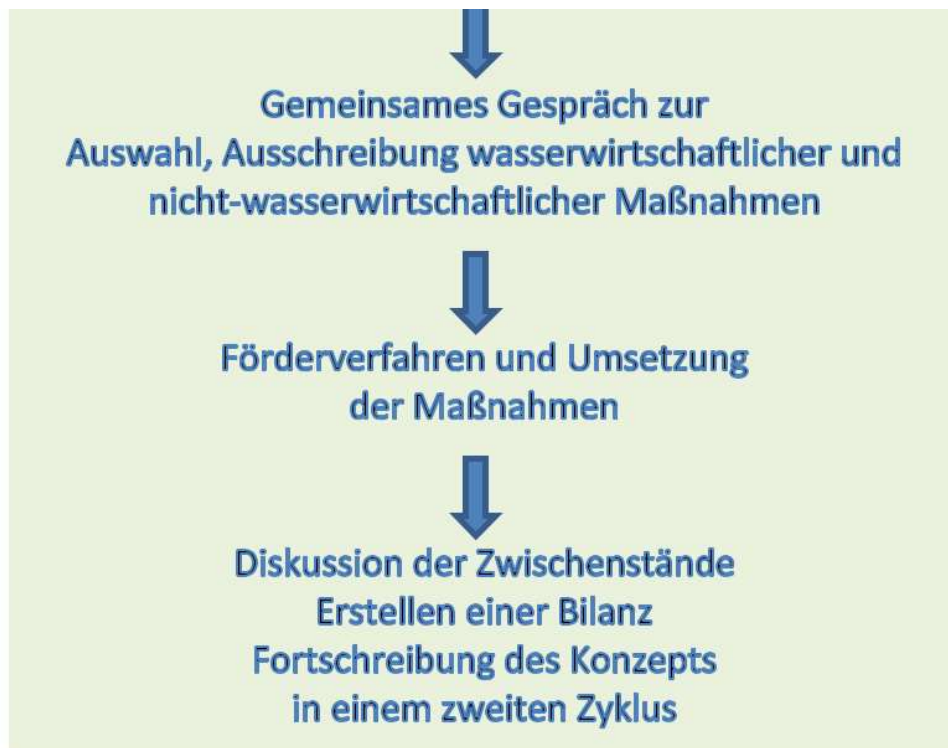 Gemeinsames Gespräch zur
Auswahl, Ausschreibung wasserwirtschaftlicher und
nicht-wasserwirtschaftlicher Maßnahmen
Förderverfahren und Umsetzung
der Maßnahmen
Diskussion der Zwischenstände
Erstellen einer Bilanz
Fortschreibung des Konzepts
in einem zweiten Zyklus